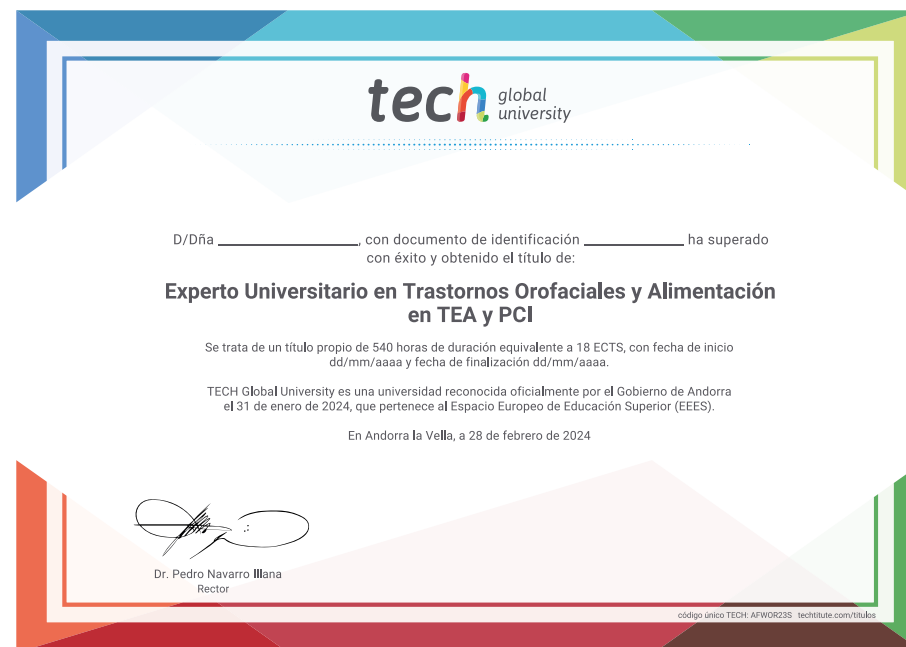 tech global university
D/Dña ____________________, con documento de identificación ______________ ha superado
con éxito y obtenido el título de:
Experto Universitario en Trastornos Orofaciales y Alimentación
en TEA y PCI
Se trata de un título propio de 540 horas de duración equivalente a 18 ECTS, con fecha de inicio
dd/mm/aaaa y fecha de finalización dd/mm/aaaa.
TECH Global University es una universidad reconocida oficialmente por el Gobierno de Andorra
el 31 de enero de 2024, que pertenece al Espacio Europeo de Educación Superior (EEES).
En Andorra la Vella, a 28 de febrero de 2024
Dr. Pedro Navarro Illana
Rector
código único TECH: AFWOR23S techtitute.com/titulos